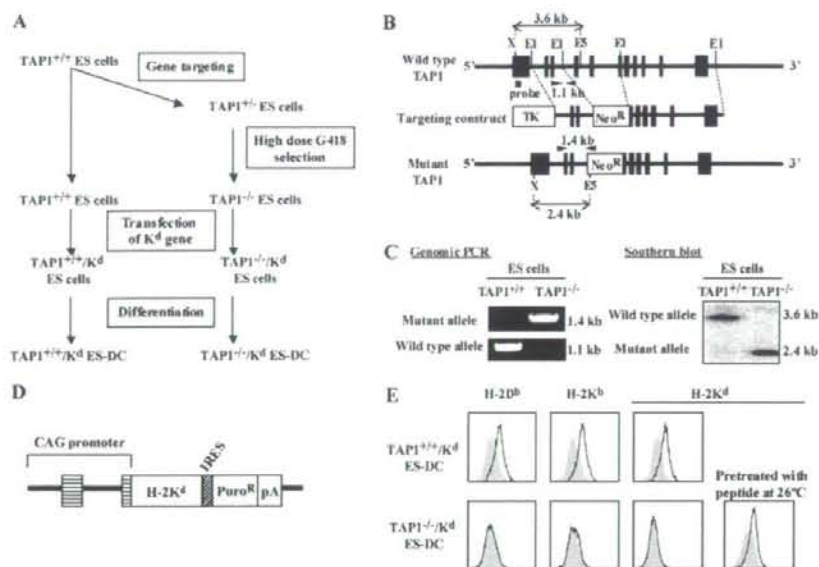 A
TAP1+/+ ES cells
Gene targeting
TAP1+/- ES cells
High dose G418 selection
TAP1+/+ ES cells
TAP1-/- ES cells
Transfection of Kd gene
TAP1+/+/Kd ES cells
TAP1-/-/Kd ES cells
Differentiation
TAP1+/+/Kd ES-DC
TAP1-/-/Kd ES-DC
B
3.6 kb
X E1 E1 E5 E1 E1
Wild type TAP1 5' 3'
probe 1.1 kb
Targeting construct TK NeoR
1.4 kb
Mutant TAP1 5' NeoR 3'
X E5
2.4 kb
C
Genomic PCR
ES cells
TAP1+/+ TAP1-/-
Mutant allele 1.4 kb
Wild type allele 1.1 kb
Southern blot
ES cells
TAP1+/+ TAP1-/-
Wild type allele 3.6 kb
Mutant allele 2.4 kb
D
CAG promoter
IRES
H-2Kd PuroR pA
E
H-2Db H-2Kb H-2Kd
TAP1+/+/Kd ES-DC
Pretreated with peptide at 26°C
TAP1-/-/Kd ES-DC